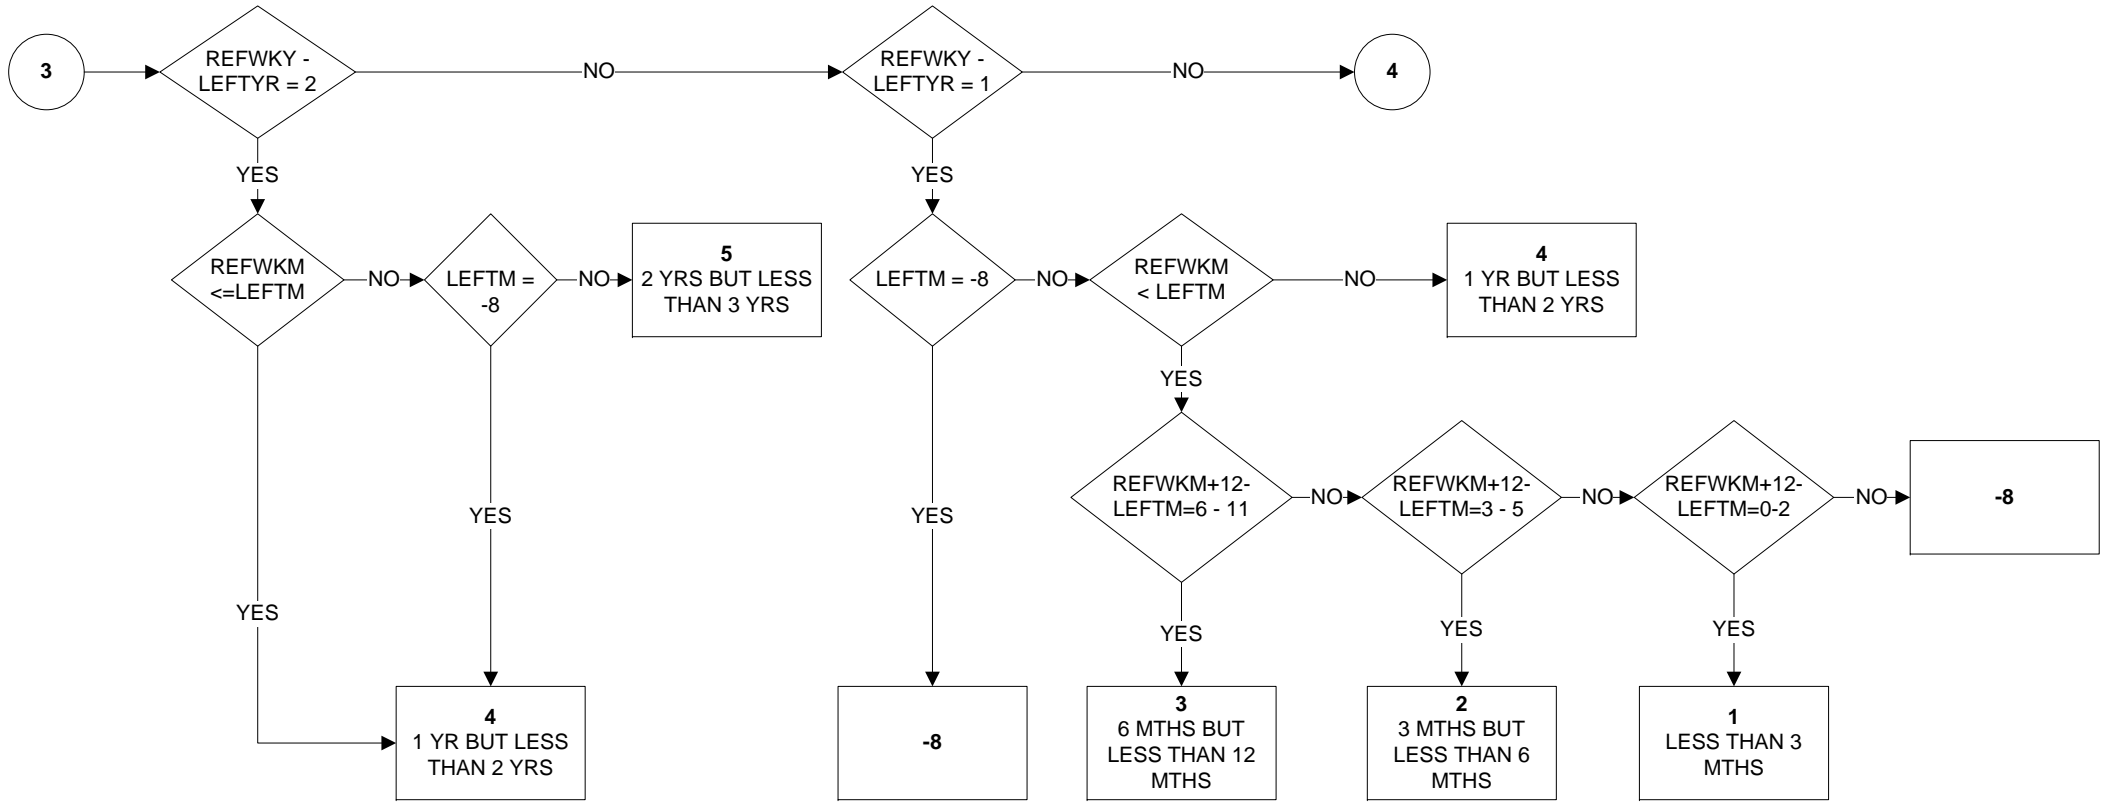 3
REFWKY -
LEFTYR = 2
NO
REFWKY -
LEFTYR = 1
NO
4
YES
YES
REFWKM
<=LEFTM
NO
LEFTM =
-8
NO
5
2 YRS BUT LESS
THAN 3 YRS
LEFTM = -8
NO
REFWKM
< LEFTM
NO
4
1 YR BUT LESS
THAN 2 YRS
YES
REFWKM+12-
LEFTM=6 - 11
NO
REFWKM+12-
LEFTM=3 - 5
NO
REFWKM+12-
LEFTM=0-2
NO
-8
YES
YES
YES
YES
YES
YES
4
1 YR BUT LESS
THAN 2 YRS
-8
3
6 MTHS BUT
LESS THAN 12
MTHS
2
3 MTHS BUT
LESS THAN 6
MTHS
1
LESS THAN 3
MTHS